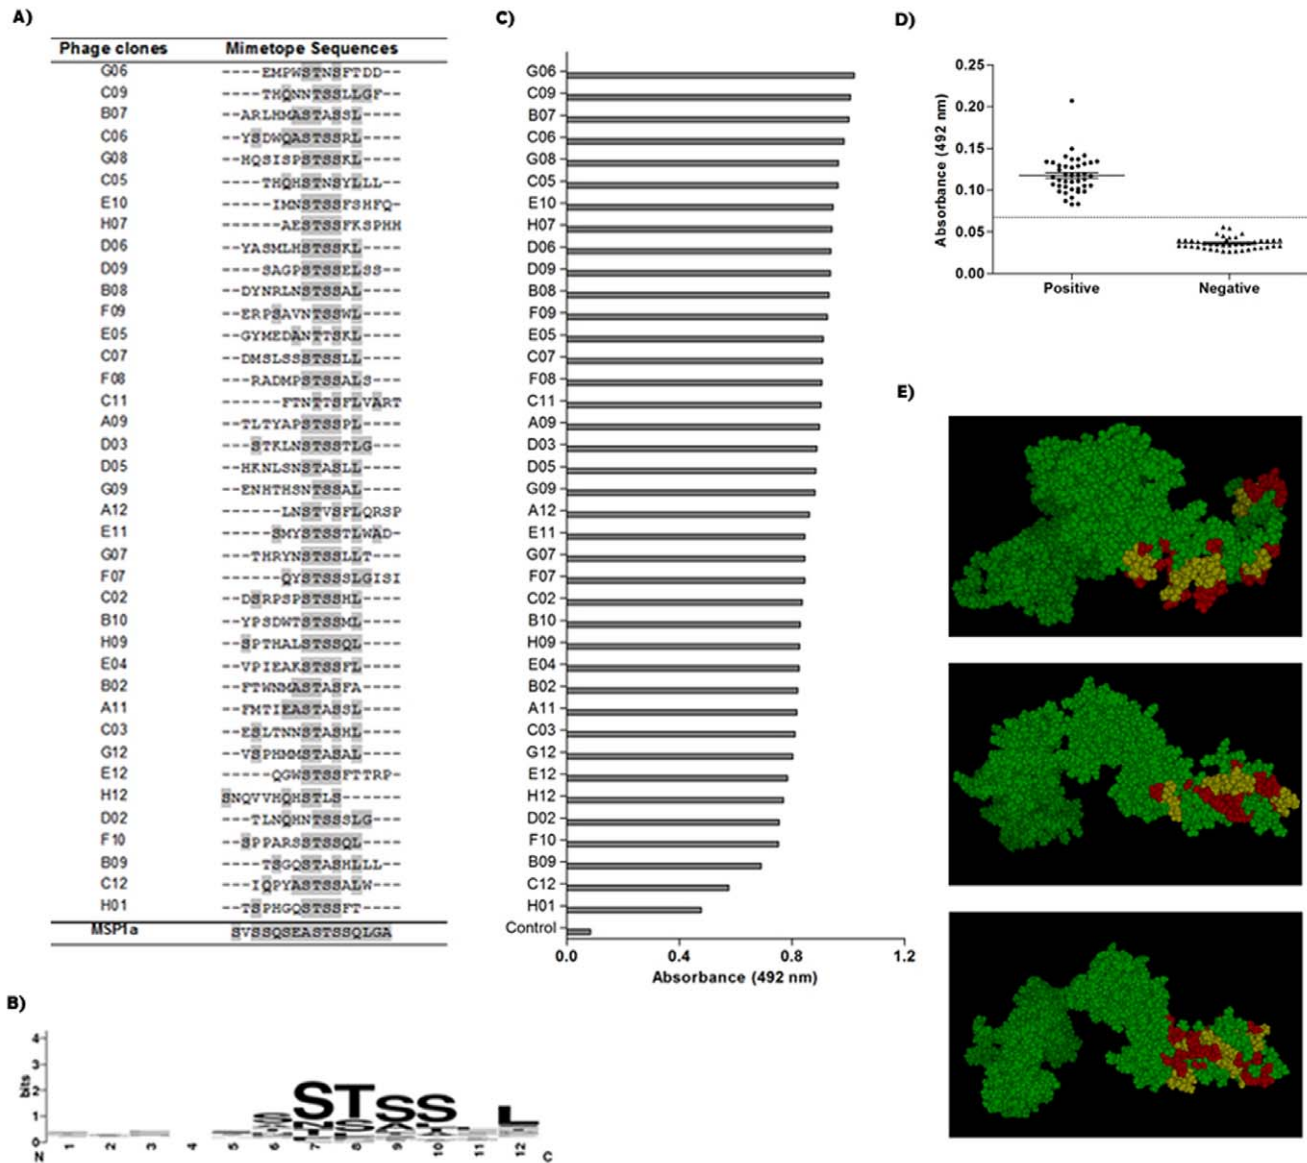 A)
Phage clones Mimetope Sequences
G06 ----EMPWSTNSFTDD--
C09 ----THQNNTSSLLGF--
B07 --ARLHMASTASSL----
C06 --YSDWQASTSSRL----
G08 --HQSISPSTSSKL----
C05 ----THQHSTNSYLLL--
E10 -----IMNSTSSFSHFQ-
H07 ------AESTSSFKSPHH
D06 --YASMLHSTSSKL----
D09 ----SAGPSTSSELSS--
B08 --DYNRLNSTSSAL----
F09 --ERPSAVNTSSWL----
E05 --GYMEDANTTSKL----
C07 --DMSLSSSTSSLL----
F08 ---RADMPSTSSALS---
C11 ------FTNTTSFLVART
A09 --TLTYAPSTSSPL----
D03 ---STKLNSTSSTLG---
D05 --HKNLSNSTASLL----
G09 --ENHTHSNTSSAL----
A12 ------LNSTVSFLQRSP
E11 -----SMYSTSSTLWAD-
G07 ---THRYNSTSSLLT---
F07 ------QYSTSSSLGISI
C02 --DSRPSPSTSSHL----
B10 --YPSDWTSTSSML----
H09 --SPTHALSTSSQL----
E04 --VPIEAKSTSSFL----
B02 --FTWNMASTASFA----
A11 --FMTIEASTASSL----
C03 --ESLTNNSTASHL----
G12 --VSPHMMSTASAL----
E12 -----QGWSTSSFTTRP-
H12 SNQVVHQHSTLS------
D02 ---TLNQHNTSSSLG---
F10 --SPPARSSTSSQL----
B09 ----TSGQSTASHLLL--
C12 ---IQPYASTSSALW---
H01 --TSPHGQSTSSFT----
MSP1a SVSSQSEASTSSQLGA
B)
bits
4
3
2
1
0
STSS L
1 2 3 4 5 6 7 8 9 10 11 12
N C
C)
G06
C09
B07
C06
G08
C05
E10
H07
D06
D09
B08
F09
E05
C07
F08
C11
A09
D03
D05
G09
A12
E11
G07
F07
C02
B10
H09
E04
B02
A11
C03
G12
E12
H12
D02
F10
B09
C12
H01
Control
0.0 0.4 0.8 1.2
Absorbance (492 nm)
D)
Absorbance (492 nm)
0.25
0.20
0.15
0.10
0.05
0.00
Positive Negative
E)